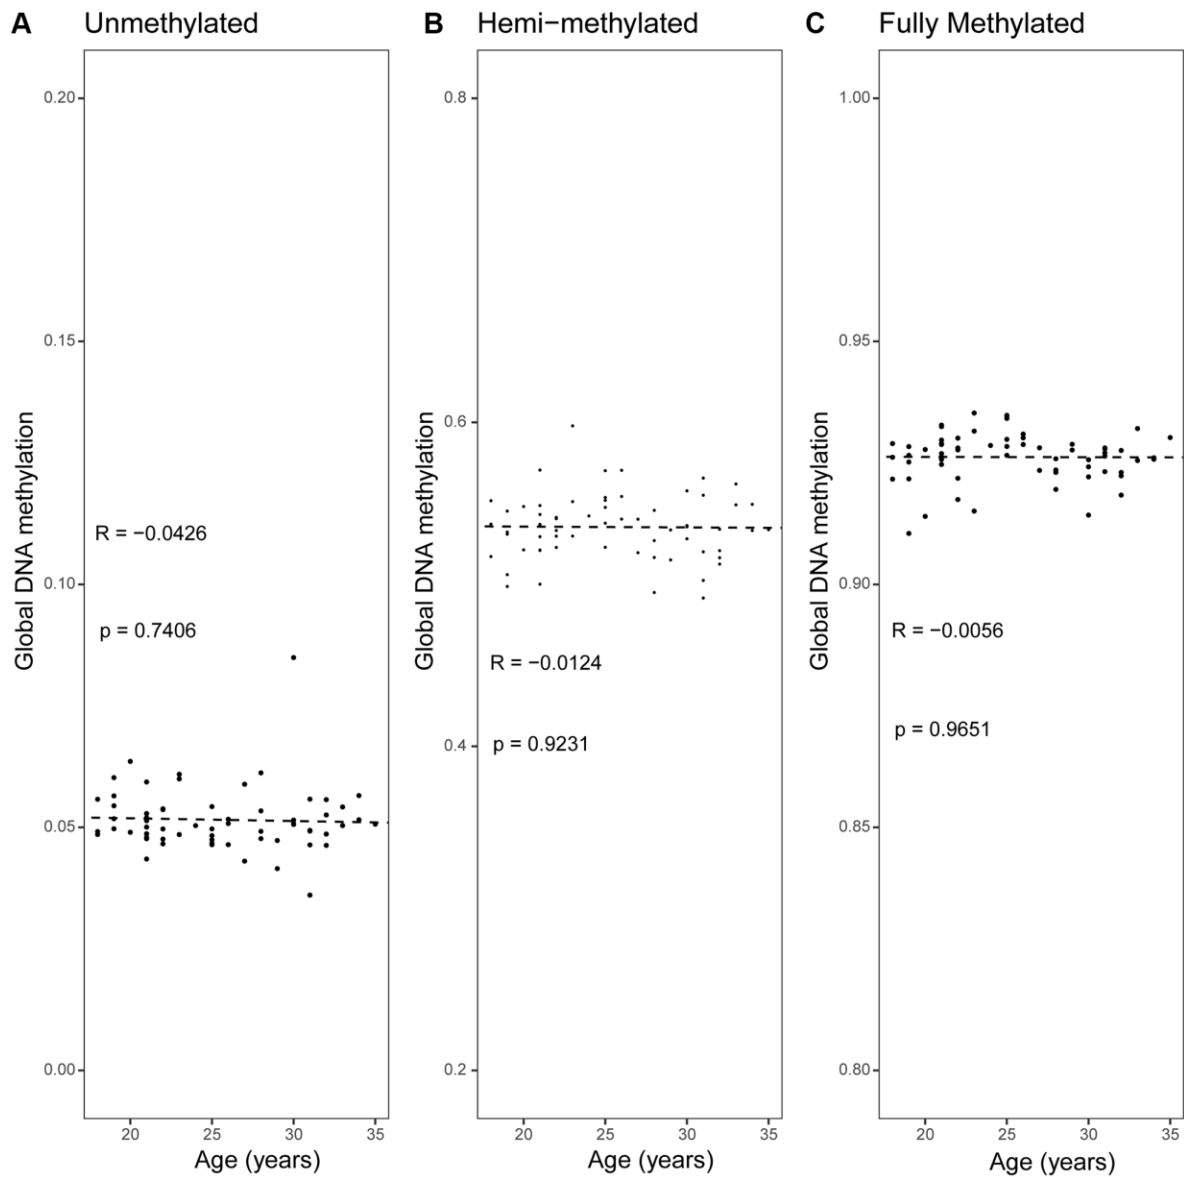 A Unmethylated
0.20
0.15
0.10
0.05
0.00
Global DNA methylation
R = −0.0426
p = 0.7406
20 25 30 35
Age (years)
B Hemi−methylated
0.8
0.6
0.4
0.2
Global DNA methylation
R = −0.0124
p = 0.9231
20 25 30 35
Age (years)
C Fully Methylated
1.00
0.95
0.90
0.85
0.80
Global DNA methylation
R = −0.0056
p = 0.9651
20 25 30 35
Age (years)